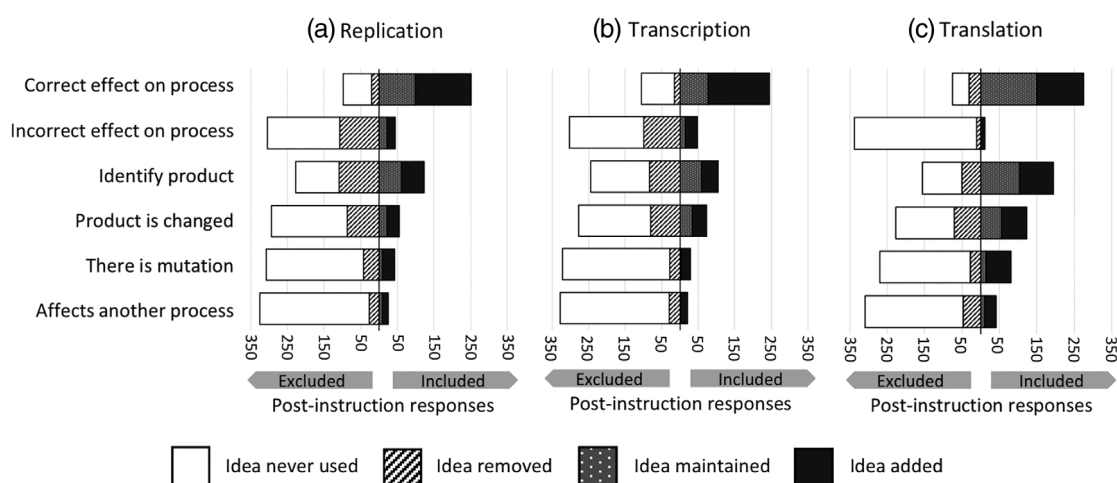 (a) Replication
(b) Transcription
(c) Translation
Correct effect on process
Incorrect effect on process
Identify product
Product is changed
There is mutation
Affects another process
350 250 150 50 50 150 250 350
350 250 150 50 50 150 250 350
350 250 150 50 50 150 250 350
Excluded Included
Excluded Included
Excluded Included
Post-instruction responses
Post-instruction responses
Post-instruction responses
Idea never used
Idea removed
Idea maintained
Idea added